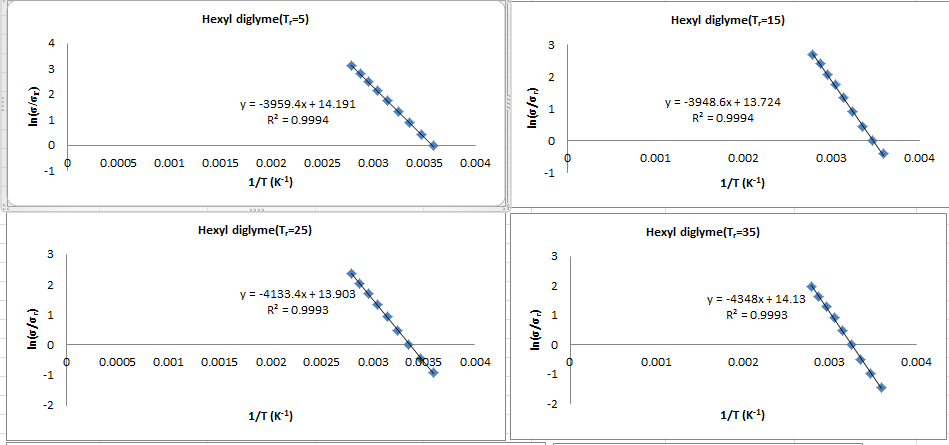 Hexyl diglyme(Tr=5)
4
3
2
1
0
-1
0
0.0005
0.001
0.0015
0.002
0.0025
0.003
0.0035
0.004
ln(σ/σr)
y = -3959.4x + 14.191
R² = 0.9994
1/T (K⁻¹)
Hexyl diglyme(Tr=15)
3
2
1
0
-1
0
0.001
0.002
0.003
0.004
ln(σ/σr)
y = -3948.6x + 13.724
R² = 0.9994
1/T (K⁻¹)
Hexyl diglyme(Tr=25)
3
2
1
0
-1
-2
0
0.0005
0.001
0.0015
0.002
0.0025
0.003
0.0035
0.004
ln(σ/σr)
y = -4133.4x + 13.903
R² = 0.9993
1/T (K⁻¹)
Hexyl diglyme(Tr=35)
3
2
1
0
-1
-2
0
0.001
0.002
0.003
0.004
ln(σ/σr)
y = -4348x + 14.13
R² = 0.9993
1/T (K⁻¹)